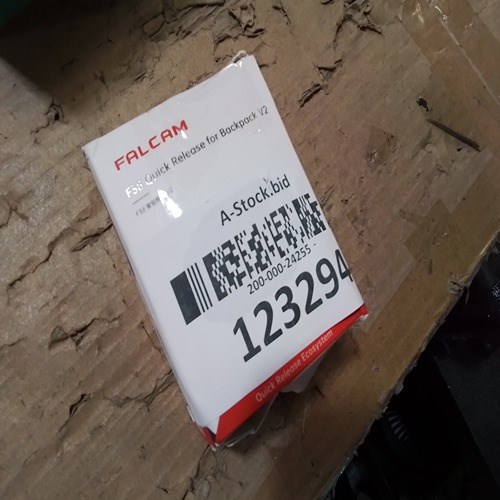 FALCAM
F38 Quick Release for Backpack V2
A-Stock.bid
200-000-24255
123294
Quick Release Ecosystem